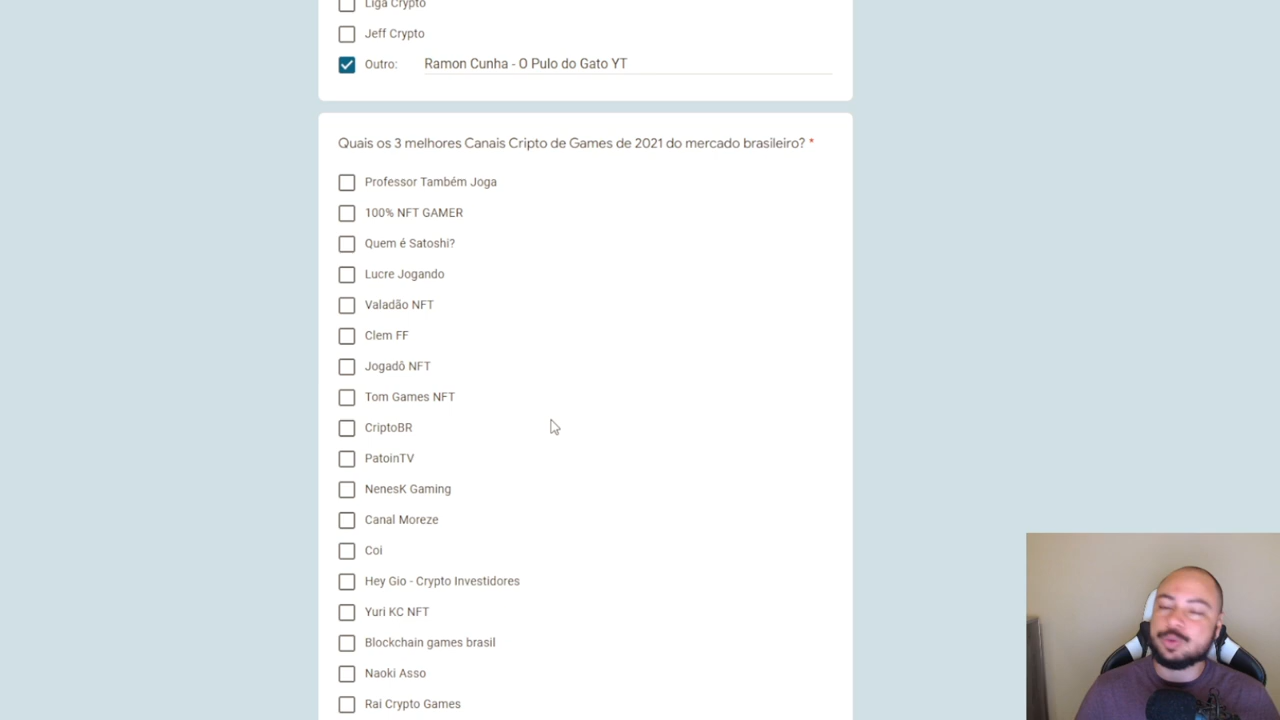 Liga Crypto
Jeff Crypto
Outro: Ramon Cunha - O Pulo do Gato YT
Quais os 3 melhores Canais Cripto de Games de 2021 do mercado brasileiro? *
Professor Também Joga
100% NFT GAMER
Quem é Satoshi?
Lucre Jogando
Valadão NFT
Clem FF
Jogadô NFT
Tom Games NFT
CriptoBR
PatoinTV
NenesK Gaming
Canal Moreze
Coi
Hey Gio - Crypto Investidores
Yuri KC NFT
Blockchain games brasil
Naoki Asso
Rai Crypto Games